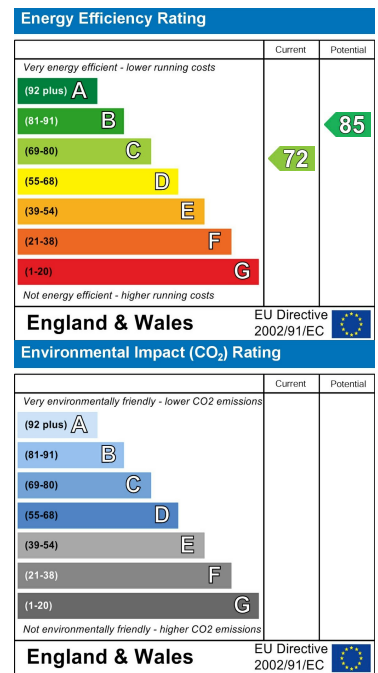 Energy Efficiency Rating
Current Potential
Very energy efficient - lower running costs
(92 plus) A
(81-91) B
85
(69-80) C
72
(55-68) D
(39-54) E
(21-38) F
(1-20) G
Not energy efficient - higher running costs
England & Wales
EU Directive
2002/91/EC
Environmental Impact (CO₂) Rating
Current Potential
Very environmentally friendly - lower CO2 emissions
(92 plus) A
(81-91) B
(69-80) C
(55-68) D
(39-54) E
(21-38) F
(1-20) G
Not environmentally friendly - higher CO2 emissions
England & Wales
EU Directive
2002/91/EC